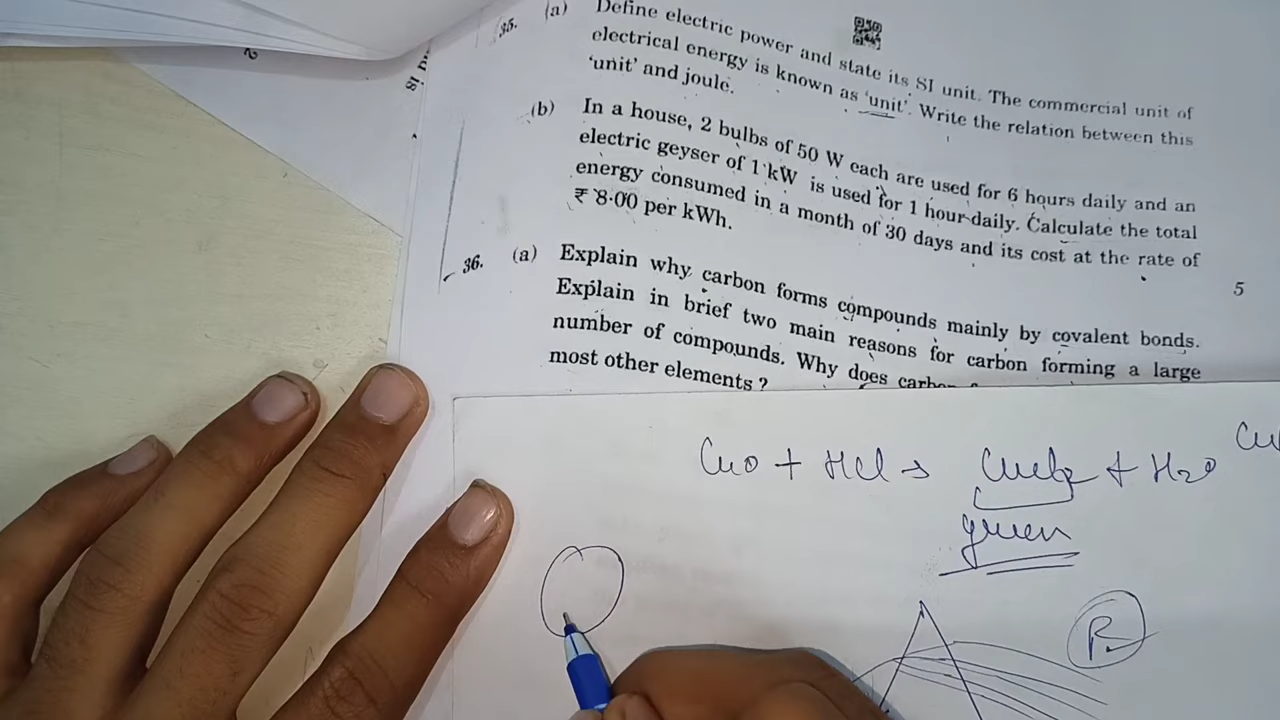 35. (a) Define electric power and state its SI unit. The commercial unit of
electrical energy is known as 'unit'. Write the relation between this
'unit' and joule.
(b) In a house, 2 bulbs of 50 W each are used for 6 hours daily and an
electric geyser of 1 kW is used for 1 hour daily. Calculate the total
energy consumed in a month of 30 days and its cost at the rate of
₹ 8·00 per kWh.
5
36. (a) Explain why carbon forms compounds mainly by covalent bonds.
Explain in brief two main reasons for carbon forming a large
number of compounds. Why does carbon
most other elements ?
CuO + HCl → CuCl2 + H2O
green